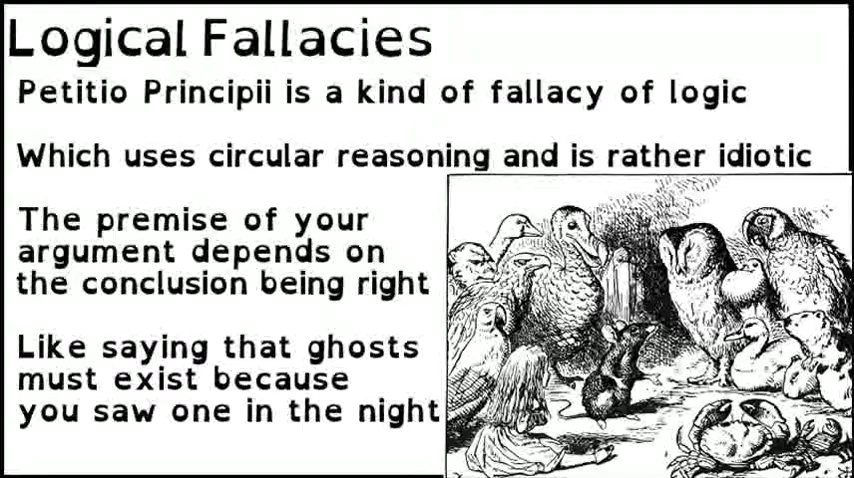 Logical Fallacies
Petitio Principii is a kind of fallacy of logic
Which uses circular reasoning and is rather idiotic
The premise of your
argument depends on
the conclusion being right
Like saying that ghosts
must exist because
you saw one in the night